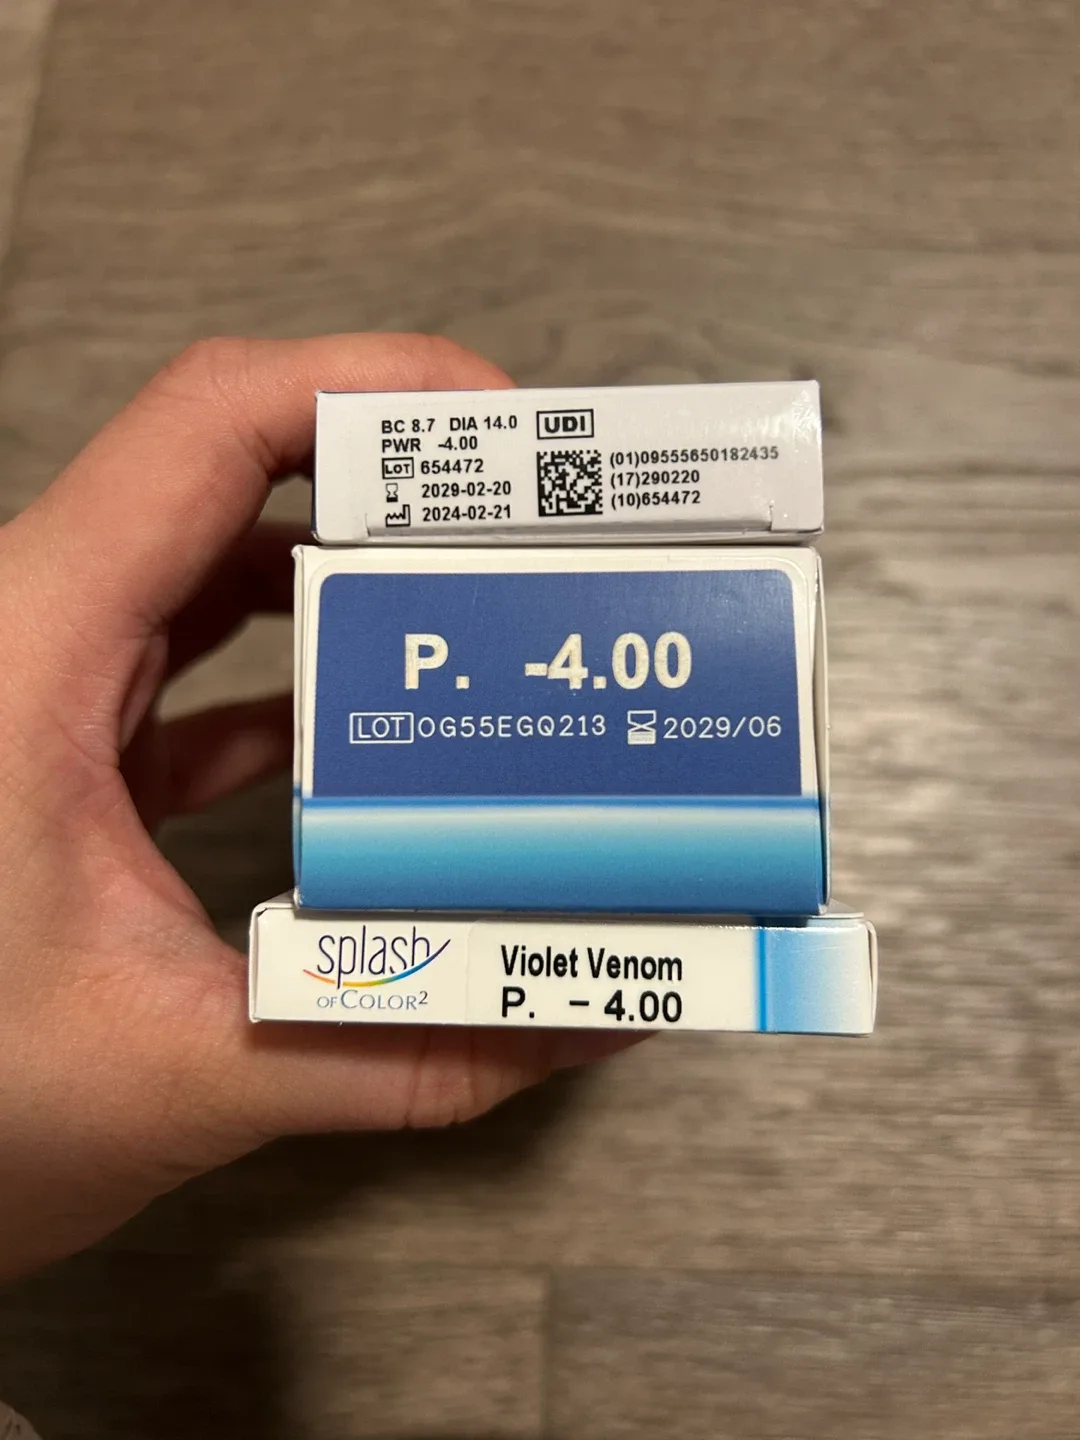 BC 8.7 DIA 14.0
PWR -4.00
LOT 654472
2029-02-20
2024-02-21
UDI
(01)09555650182435
(17)290220
(10)654472
P. -4.00
LOT OG55EGQ213 2029/06
splash
OF COLOR2
Violet Venom
P. - 4.00